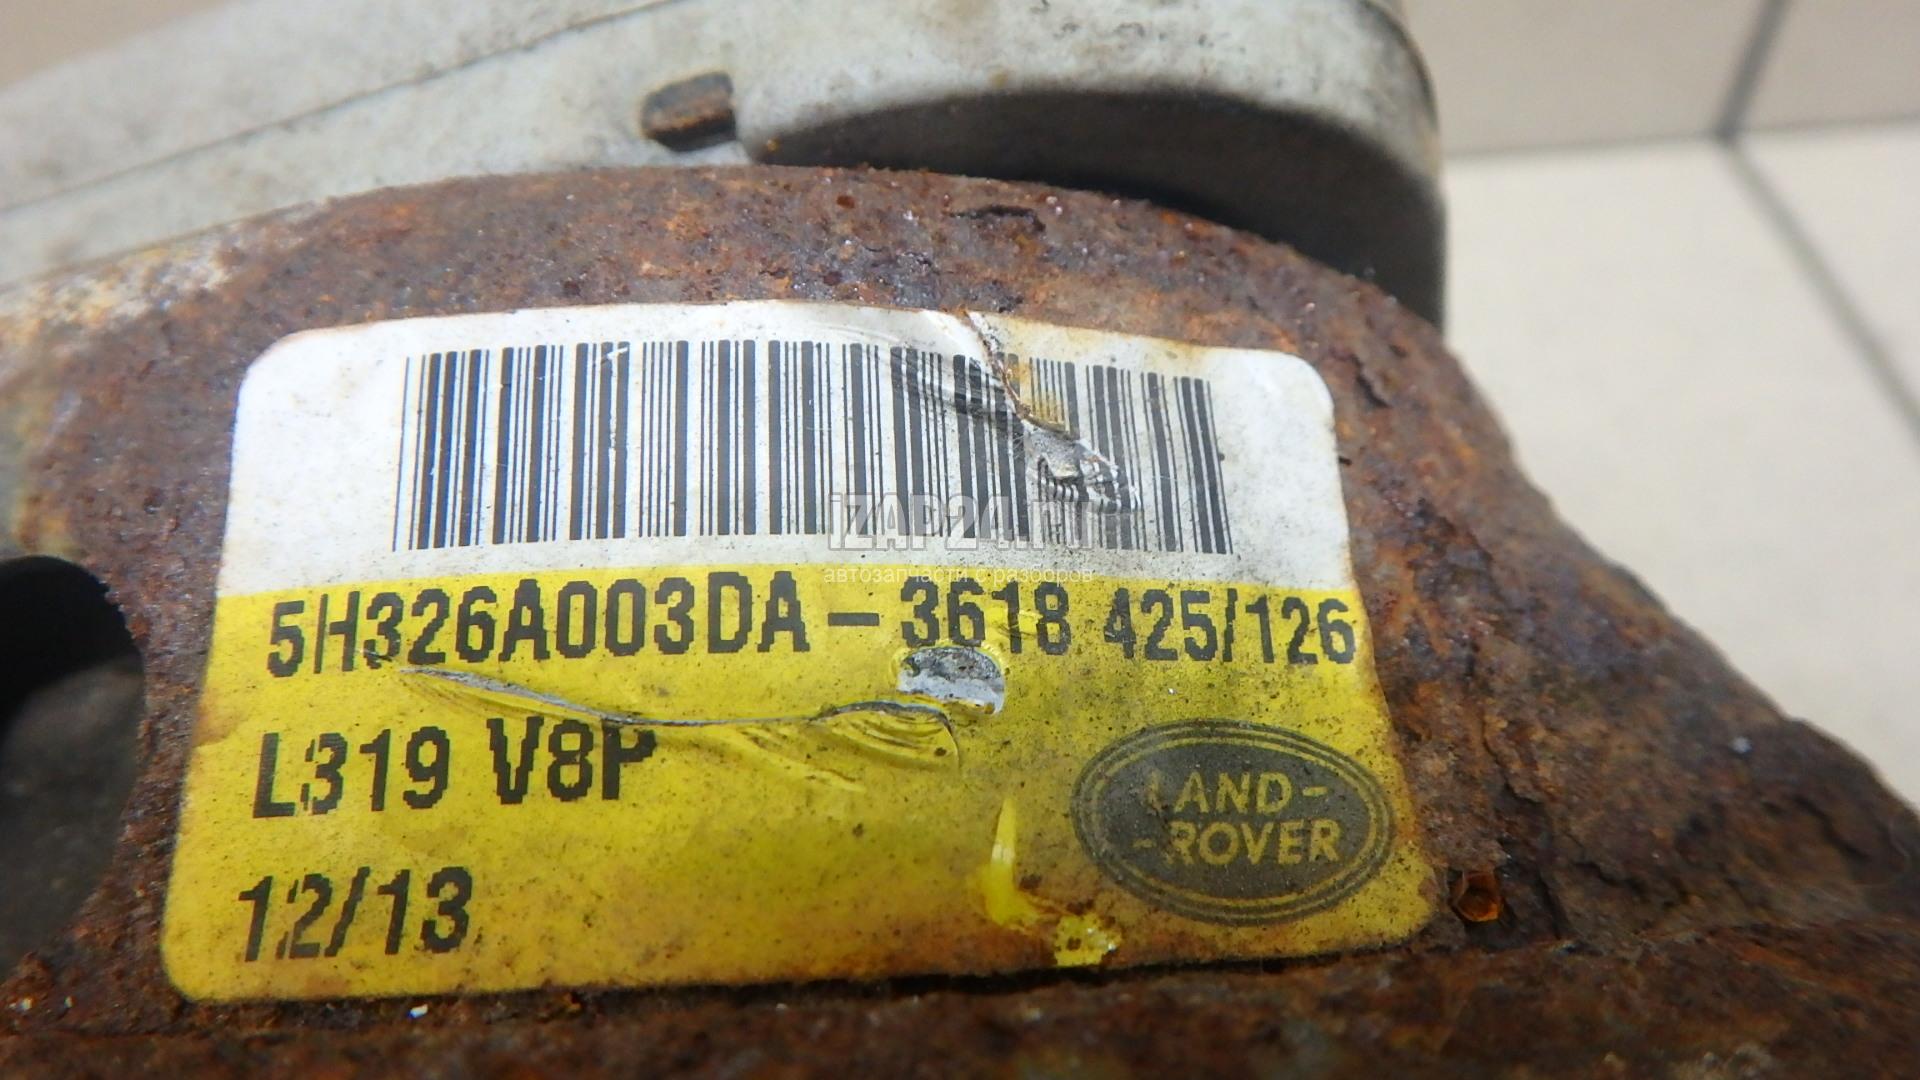 iZAP24.ru
автозапчасти с разборов
5H326A003DA-3618 425/126
L319 V8P
12/13
LAND-
-ROVER